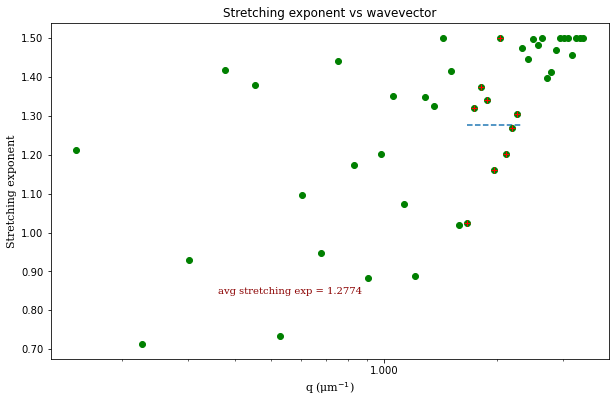 Stretching exponent vs wavevector
1.50
1.40
1.30
1.20
1.10
1.00
0.90
0.80
0.70
Stretching exponent
avg stretching exp = 1.2774
1.000
q (μm⁻¹)